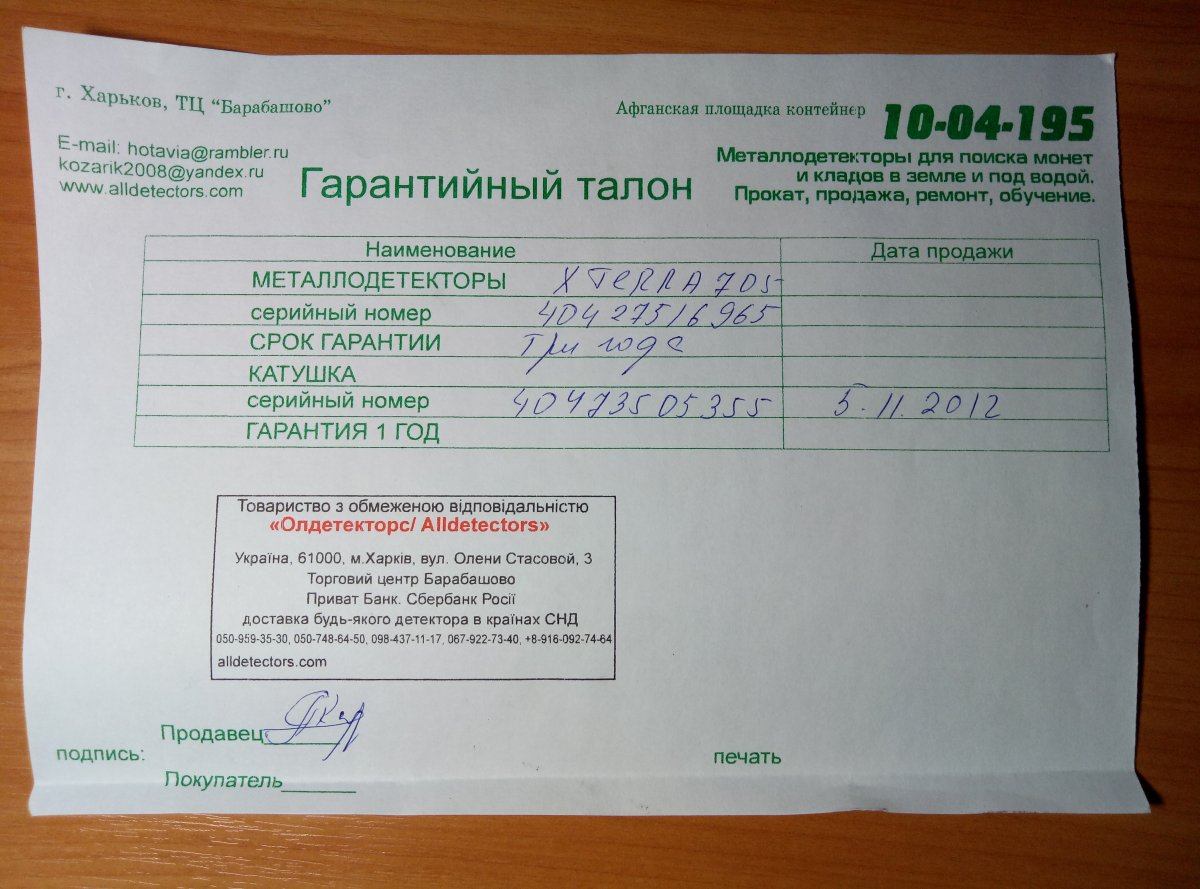 г. Харьков, ТЦ “Барабашово”
Афганская площадка контейнер 10-04-195
E-mail: hotavia@rambler.ru
kozarik2008@yandex.ru
www.alldetectors.com
Гарантийный талон
Металлодетекторы для поиска монет
и кладов в земле и под водой.
Прокат, продажа, ремонт, обучение.
Наименование Дата продажи
МЕТАЛЛОДЕТЕКТОРЫ X TERRA 705
серийный номер 40427516965
СРОК ГАРАНТИИ три года
КАТУШКА
серийный номер 40473505355 5.11.2012
ГАРАНТИЯ 1 ГОД
Товариство з обмеженою відповідальністю
«Олдетекторс/ Alldetectors»
Україна, 61000, м.Харків, вул. Олени Стасової, 3
Торговий центр Барабашово
Приват Банк. Сбербанк Росії
доставка будь-якого детектора в країнах СНД
050-959-35-30, 050-748-64-50, 098-437-11-17, 067-922-73-40, +8-916-092-74-64
alldetectors.com
Продавец
подпись: печать
Покупатель